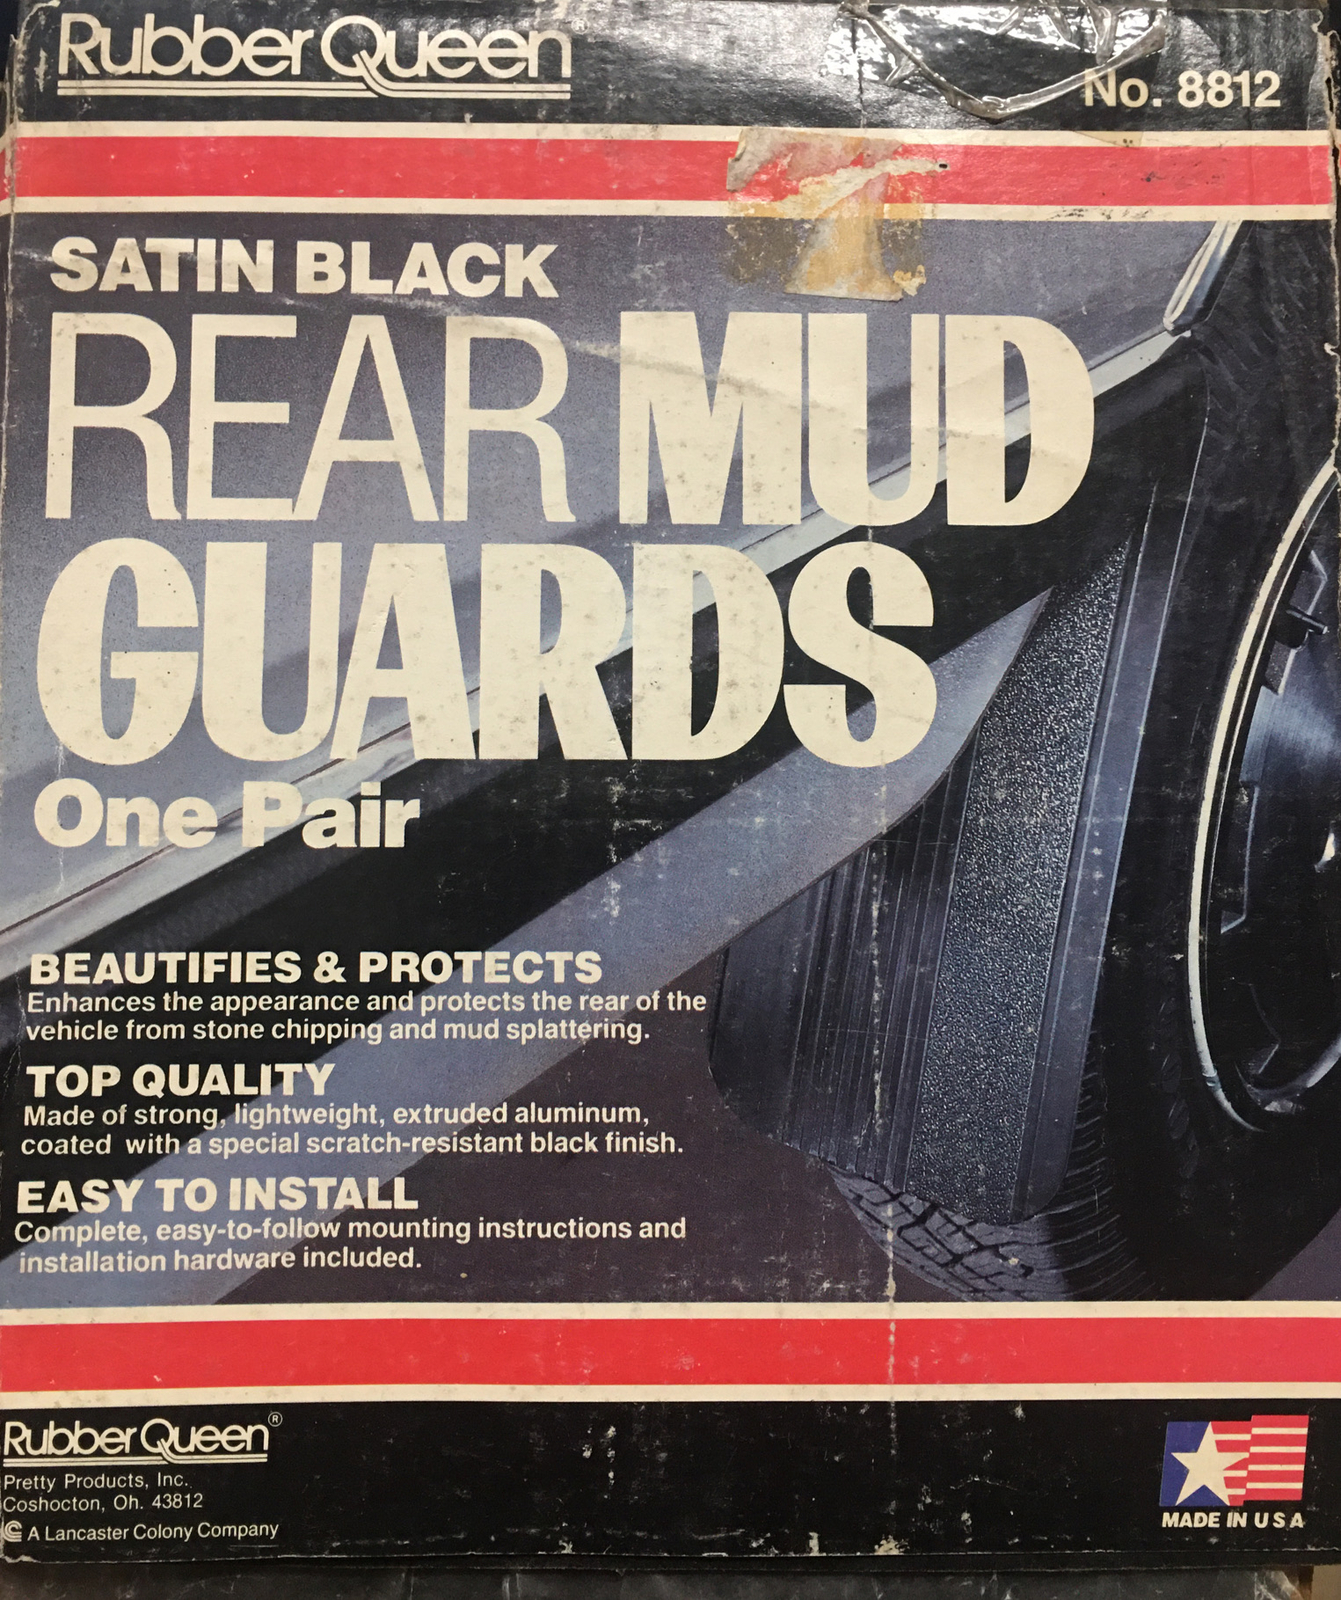 RubberQueen®
No. 8812
SATIN BLACK
REAR MUD
GUARDS
One Pair
BEAUTIFIES & PROTECTS
Enhances the appearance and protects the rear of the
vehicle from stone chipping and mud splattering.
TOP QUALITY
Made of strong, lightweight, extruded aluminum,
coated with a special scratch-resistant black finish.
EASY TO INSTALL
Complete, easy-to-follow mounting instructions and
installation hardware included.
RubberQueen®
Pretty Products, Inc.
Coshocton, Oh. 43812
A Lancaster Colony Company
MADE IN U S A